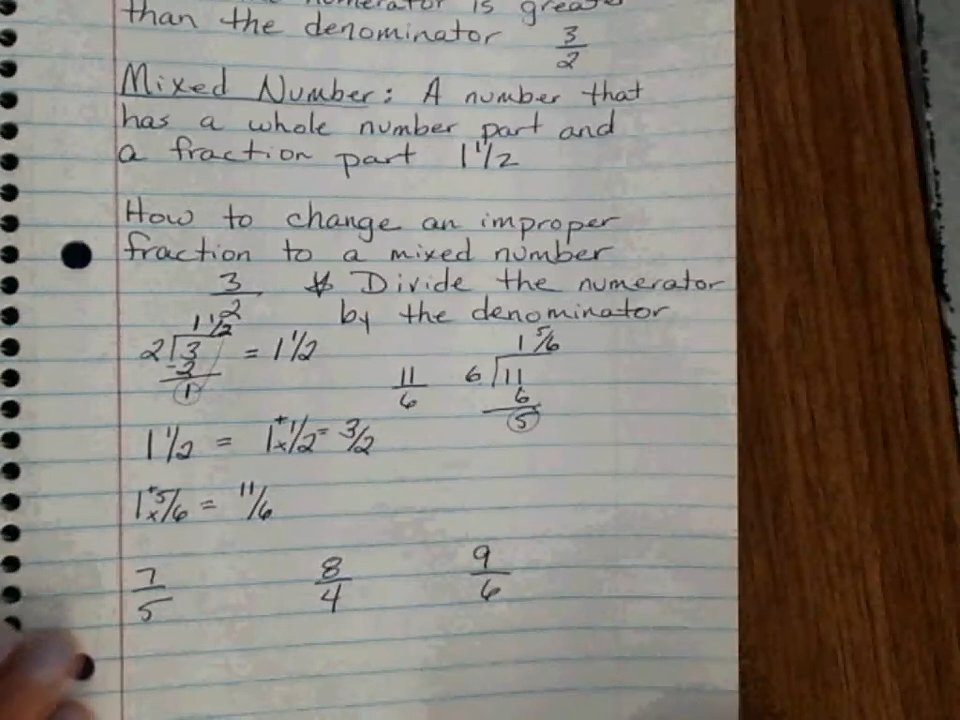 numerator is greater
than the denominator 3/2
Mixed Number: A number that
has a whole number part and
a fraction part 1 1/2
How to change an improper
fraction to a mixed number
3/2 * Divide the numerator
by the denominator
1 1/2
2)3 = 1 1/2
-2
1
1 5/6
11/6 6)11
6
5
1 1/2 = 1 + x 1/2 = 3/2
1 + x 5/6 = 11/6
7/5 8/4 9/6